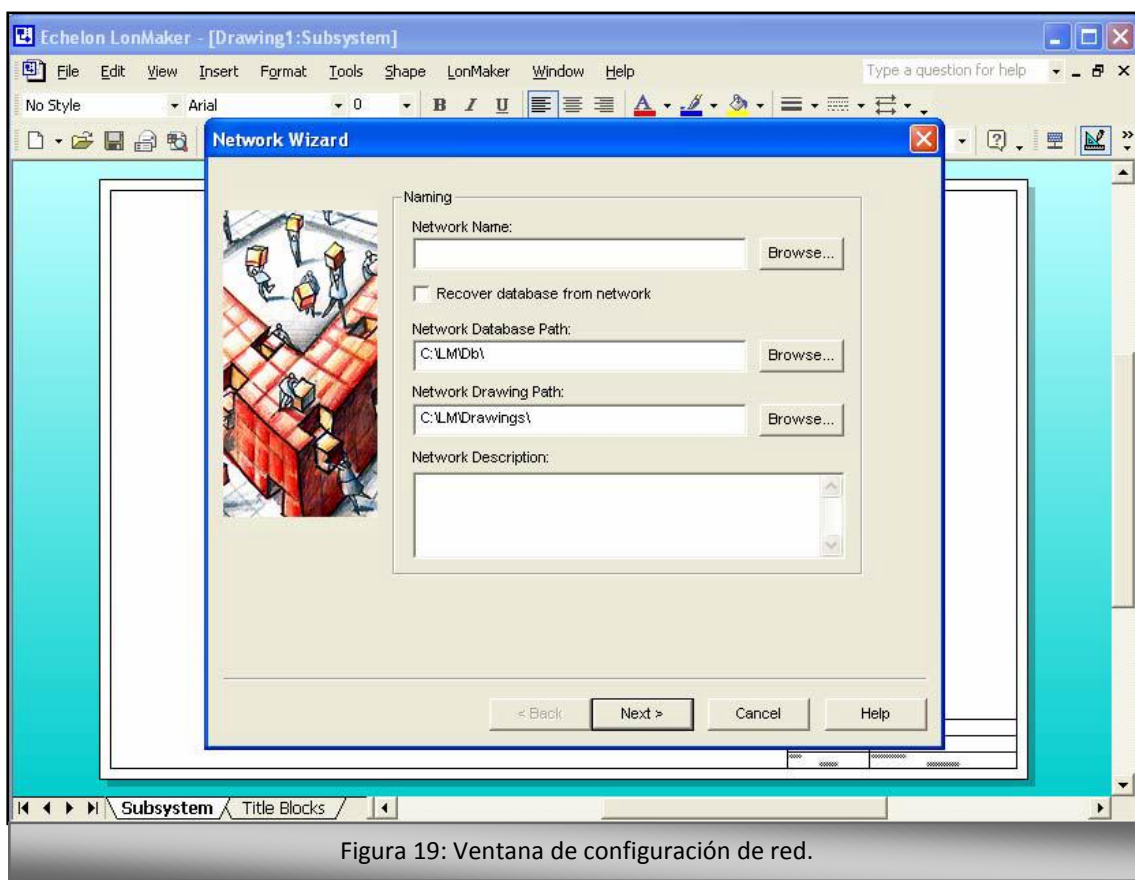 Echelon LonMaker - [Drawing1:Subsystem]
File Edit View Insert Format Tools Shape LonMaker Window Help Type a question for help
No Style Arial 0 B I U A
Network Wizard
Naming
Network Name:
Browse...
Recover database from network
Network Database Path:
C:\LM\Db\ Browse...
Network Drawing Path:
C:\LM\Drawings\ Browse...
Network Description:
< Back Next > Cancel Help
Subsystem Title Blocks
Figura 19: Ventana de configuración de red.